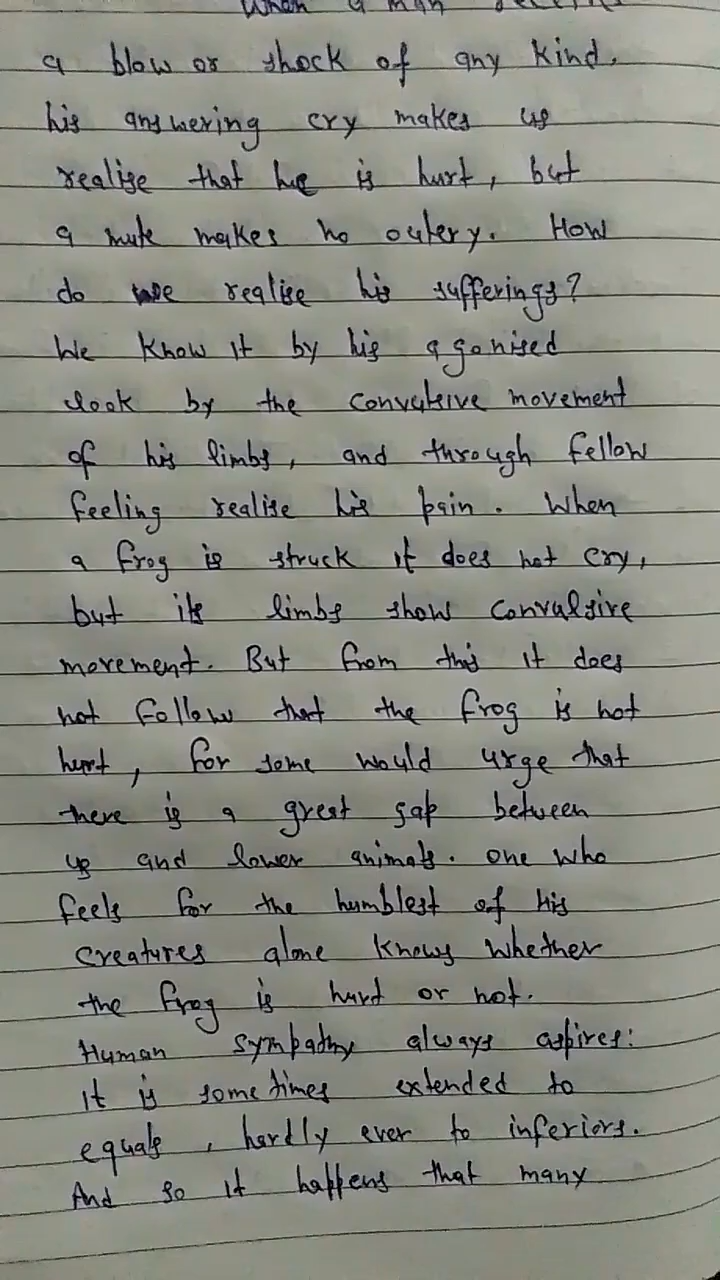 When a man
a blow or shock of any kind,
his answering cry makes us
realise that he is hurt, but
a mute makes no outcry. How
do we realise his sufferings?
We know it by his agonised
look by the convulsive movement
of his limbs, and through fellow
feeling realise his pain. When
a frog is struck it does not cry,
but its limbs show convulsive
movement. But from this it does
not follow that the frog is not
hurt, for some would urge that
there is a great gap between
us and lower animals. One who
feels for the humblest of his
creatures alone knows whether
the frog is hurt or not.
Human sympathy always aspires:
It is sometimes extended to
equals, hardly ever to inferiors.
And so it happens that many